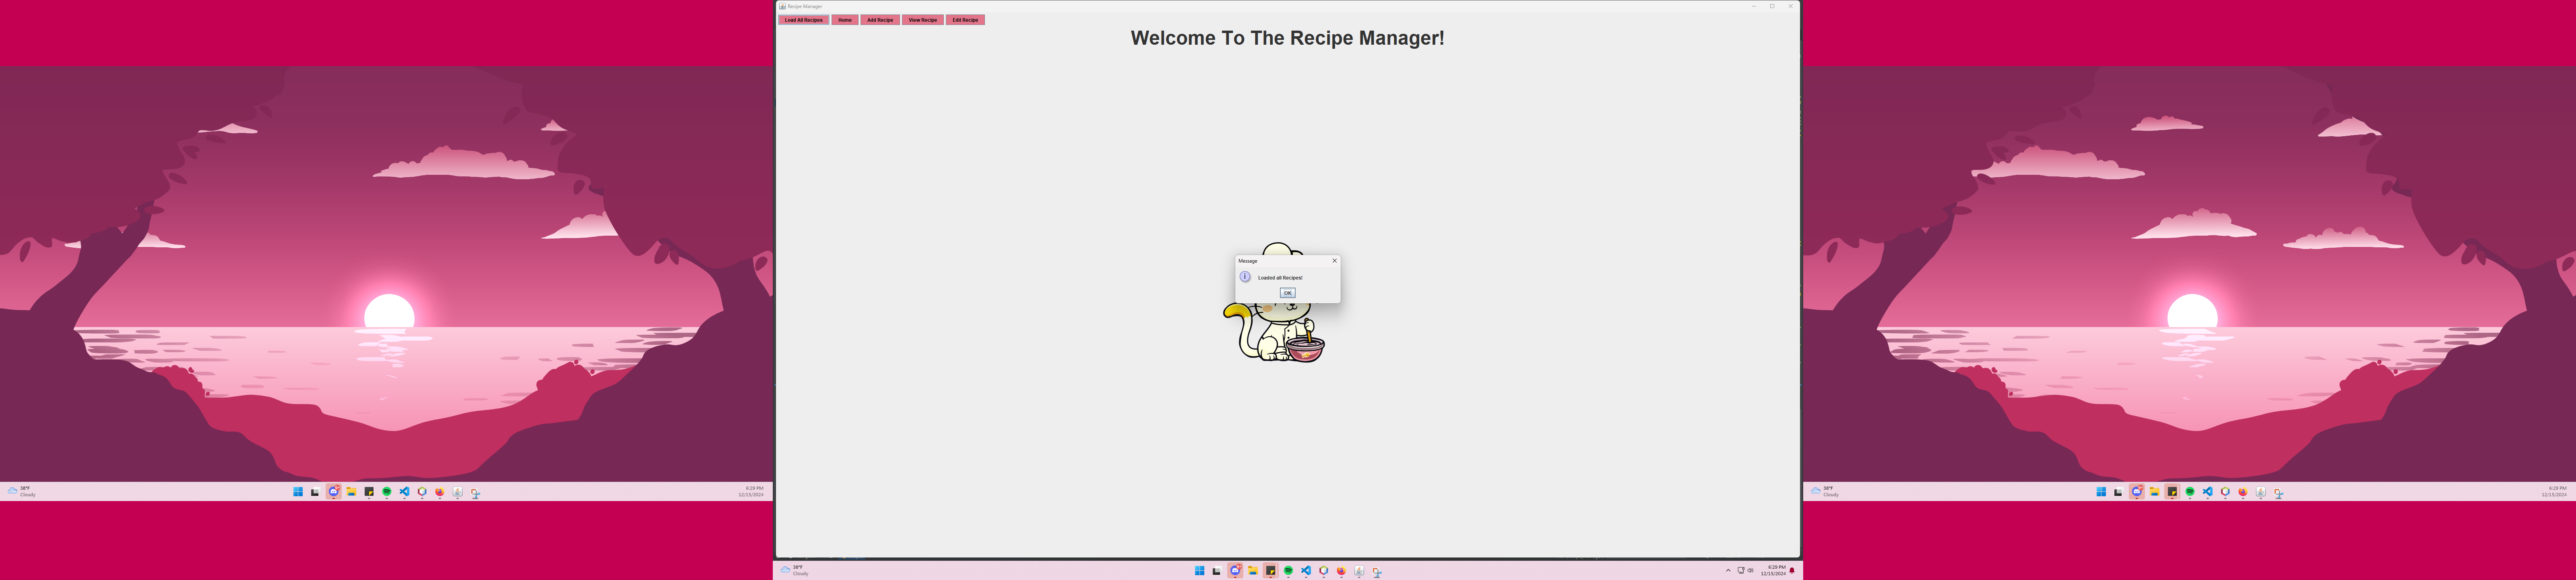 Recipe Manager
Load All Recipes Home Add Recipe View Recipe Edit Recipe
Welcome To The Recipe Manager!
Message
Loaded all Recipes!
OK
38°F
Cloudy
6:29 PM
12/15/2024
38°F
Cloudy
6:29 PM
12/15/2024
38°F
Cloudy
6:29 PM
12/15/2024